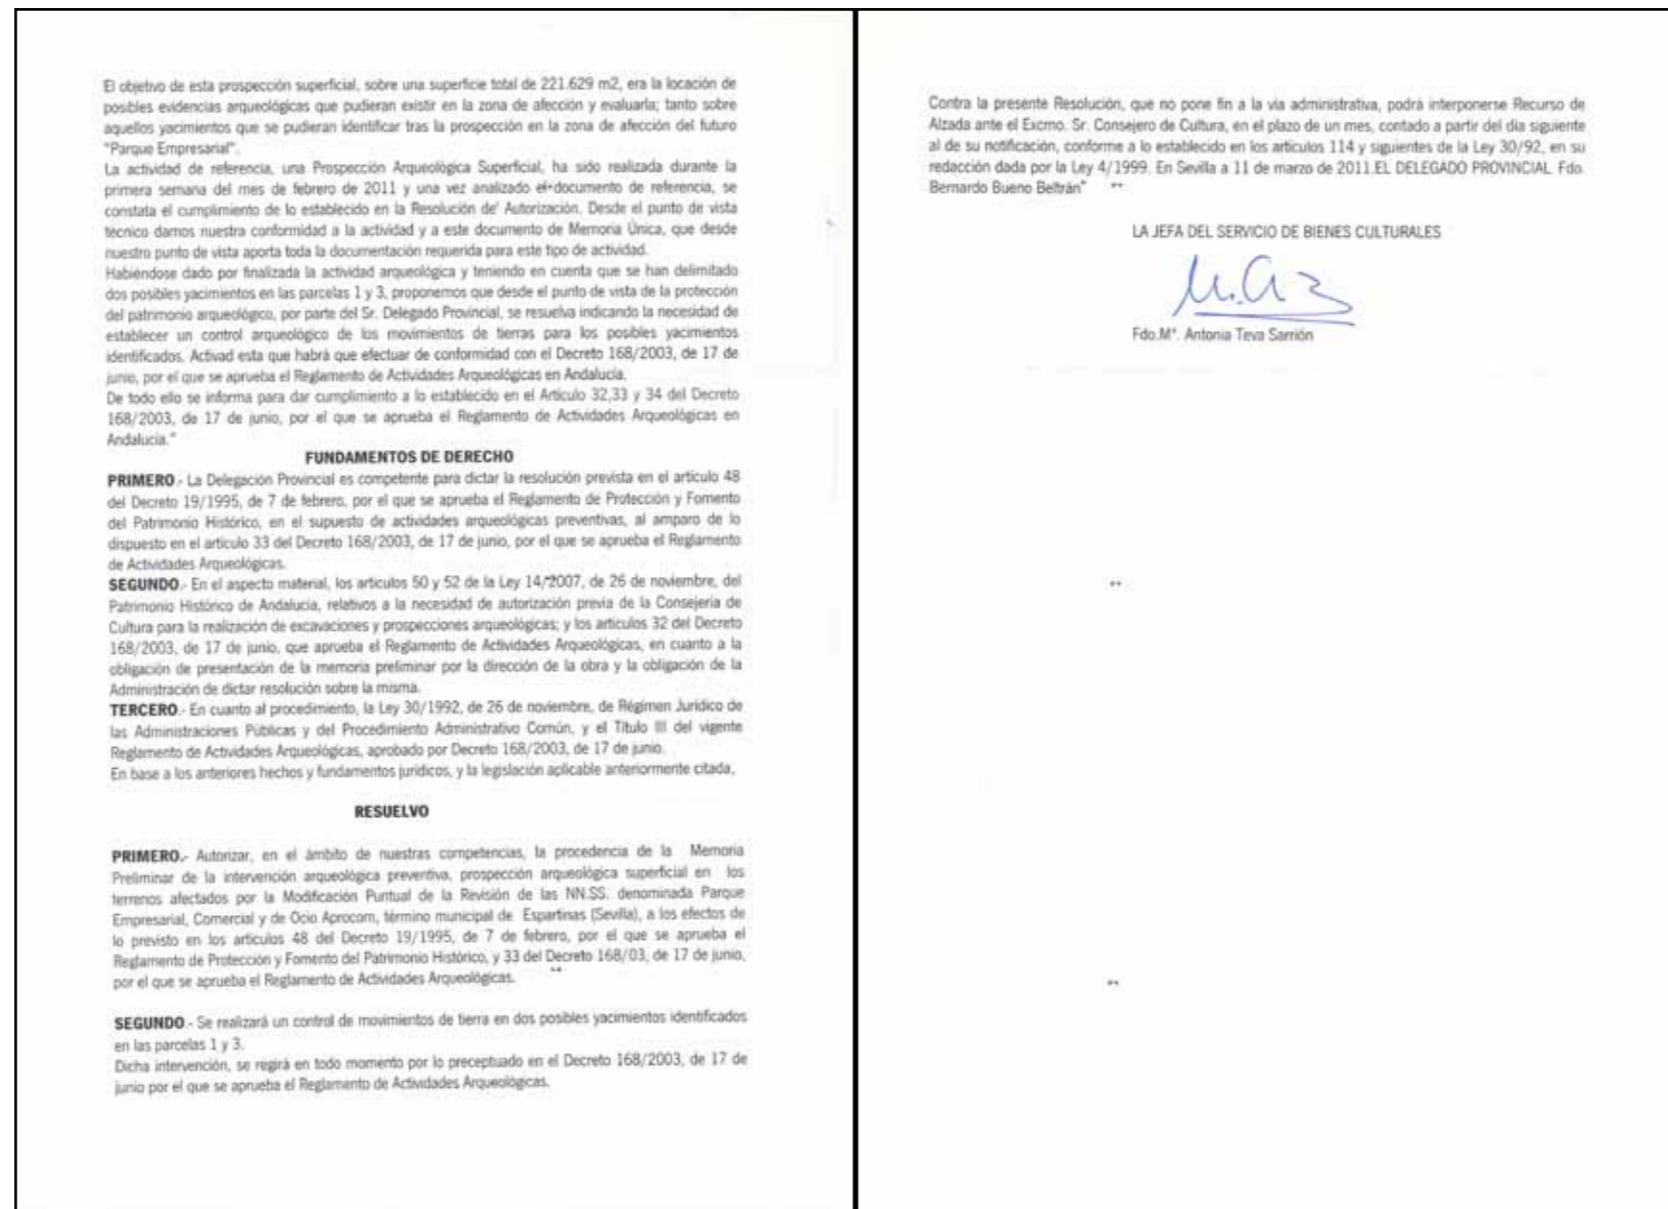 El objetivo de esta prospección superficial, sobre una superficie total de 221.629 m2, era la locación de
posibles evidencias arqueológicas que pudieran existir en la zona de afección y evaluarla; tanto sobre
aquellos yacimientos que se pudieran identificar tras la prospección en la zona de afección del futuro
"Parque Empresarial".
La actividad de referencia, una Prospección Arqueológica Superficial, ha sido realizada durante la
primera semana del mes de febrero de 2011 y una vez analizado el documento de referencia, se
constata el cumplimiento de lo establecido en la Resolución de Autorización. Desde el punto de vista
técnico damos nuestra conformidad a la actividad y a este documento de Memoria Única, que desde
nuestro punto de vista aporta toda la documentación requerida para este tipo de actividad.
Habiéndose dado por finalizada la actividad arqueológica y teniendo en cuenta que se han delimitado
dos posibles yacimientos en las parcelas 1 y 3, proponemos que desde el punto de vista de la protección
del patrimonio arqueológico, por parte del Sr. Delegado Provincial, se resuelva indicando la necesidad de
establecer un control arqueológico de los movimientos de tierras para los posibles yacimientos
identificados. Activad esta que habrá que efectuar de conformidad con el Decreto 168/2003, de 17 de
junio, por el que se aprueba el Reglamento de Actividades Arqueológicas en Andalucía.
De todo ello se informa para dar cumplimiento a lo establecido en el Artículo 32,33 y 34 del Decreto
168/2003, de 17 de junio, por el que se aprueba el Reglamento de Actividades Arqueológicas en
Andalucía."
FUNDAMENTOS DE DERECHO
PRIMERO.- La Delegación Provincial es competente para dictar la resolución prevista en el artículo 48
del Decreto 19/1995, de 7 de febrero, por el que se aprueba el Reglamento de Protección y Fomento
del Patrimonio Histórico, en el supuesto de actividades arqueológicas preventivas, al amparo de lo
dispuesto en el artículo 33 del Decreto 168/2003, de 17 de junio, por el que se aprueba el Reglamento
de Actividades Arqueológicas.
SEGUNDO.- En el aspecto material, los artículos 50 y 52 de la Ley 14/2007, de 26 de noviembre, del
Patrimonio Histórico de Andalucía, relativos a la necesidad de autorización previa de la Consejería de
Cultura para la realización de excavaciones y prospecciones arqueológicas; y los artículos 32 del Decreto
168/2003, de 17 de junio, que aprueba el Reglamento de Actividades Arqueológicas, en cuanto a la
obligación de presentación de la memoria preliminar por la dirección de la obra y la obligación de la
Administración de dictar resolución sobre la misma.
TERCERO.- En cuanto al procedimiento, la Ley 30/1992, de 26 de noviembre, de Régimen Jurídico de
las Administraciones Públicas y del Procedimiento Administrativo Común, y el Título III del vigente
Reglamento de Actividades Arqueológicas, aprobado por Decreto 168/2003, de 17 de junio.
En base a los anteriores hechos y fundamentos jurídicos, y la legislación aplicable anteriormente citada,
RESUELVO
PRIMERO.- Autorizar, en el ámbito de nuestras competencias, la procedencia de la Memoria
Preliminar de la intervención arqueológica preventiva, prospección arqueológica superficial en los
terrenos afectados por la Modificación Puntual de la Revisión de las NN.SS. denominada Parque
Empresarial, Comercial y de Ocio Aprocom, término municipal de Espartinas (Sevilla), a los efectos de
lo previsto en los artículos 48 del Decreto 19/1995, de 7 de febrero, por el que se aprueba el
Reglamento de Protección y Fomento del Patrimonio Histórico, y 33 del Decreto 168/03, de 17 de junio,
por el que se aprueba el Reglamento de Actividades Arqueológicas.
SEGUNDO.- Se realizará un control de movimientos de tierra en dos posibles yacimientos identificados
en las parcelas 1 y 3.
Dicha intervención, se regirá en todo momento por lo preceptuado en el Decreto 168/2003, de 17 de
junio por el que se aprueba el Reglamento de Actividades Arqueológicas.
Contra la presente Resolución, que no pone fin a la vía administrativa, podrá interponerse Recurso de
Alzada ante el Excmo. Sr. Consejero de Cultura, en el plazo de un mes, contado a partir del día siguiente
al de su notificación, conforme a lo establecido en los artículos 114 y siguientes de la Ley 30/92, en su
redacción dada por la Ley 4/1999. En Sevilla a 11 de marzo de 2011.EL DELEGADO PROVINCIAL. Fdo.
Bernardo Bueno Beltrán"
LA JEFA DEL SERVICIO DE BIENES CULTURALES
Fdo.Mª. Antonia Teva Sarrión